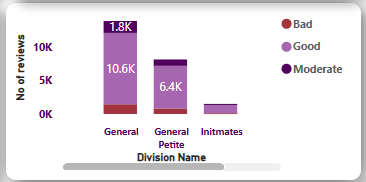 No of reviews
10K
5K
0K
1.8K
10.6K
6.4K
General
General
Petite
Initmates
Division Name
Bad
Good
Moderate